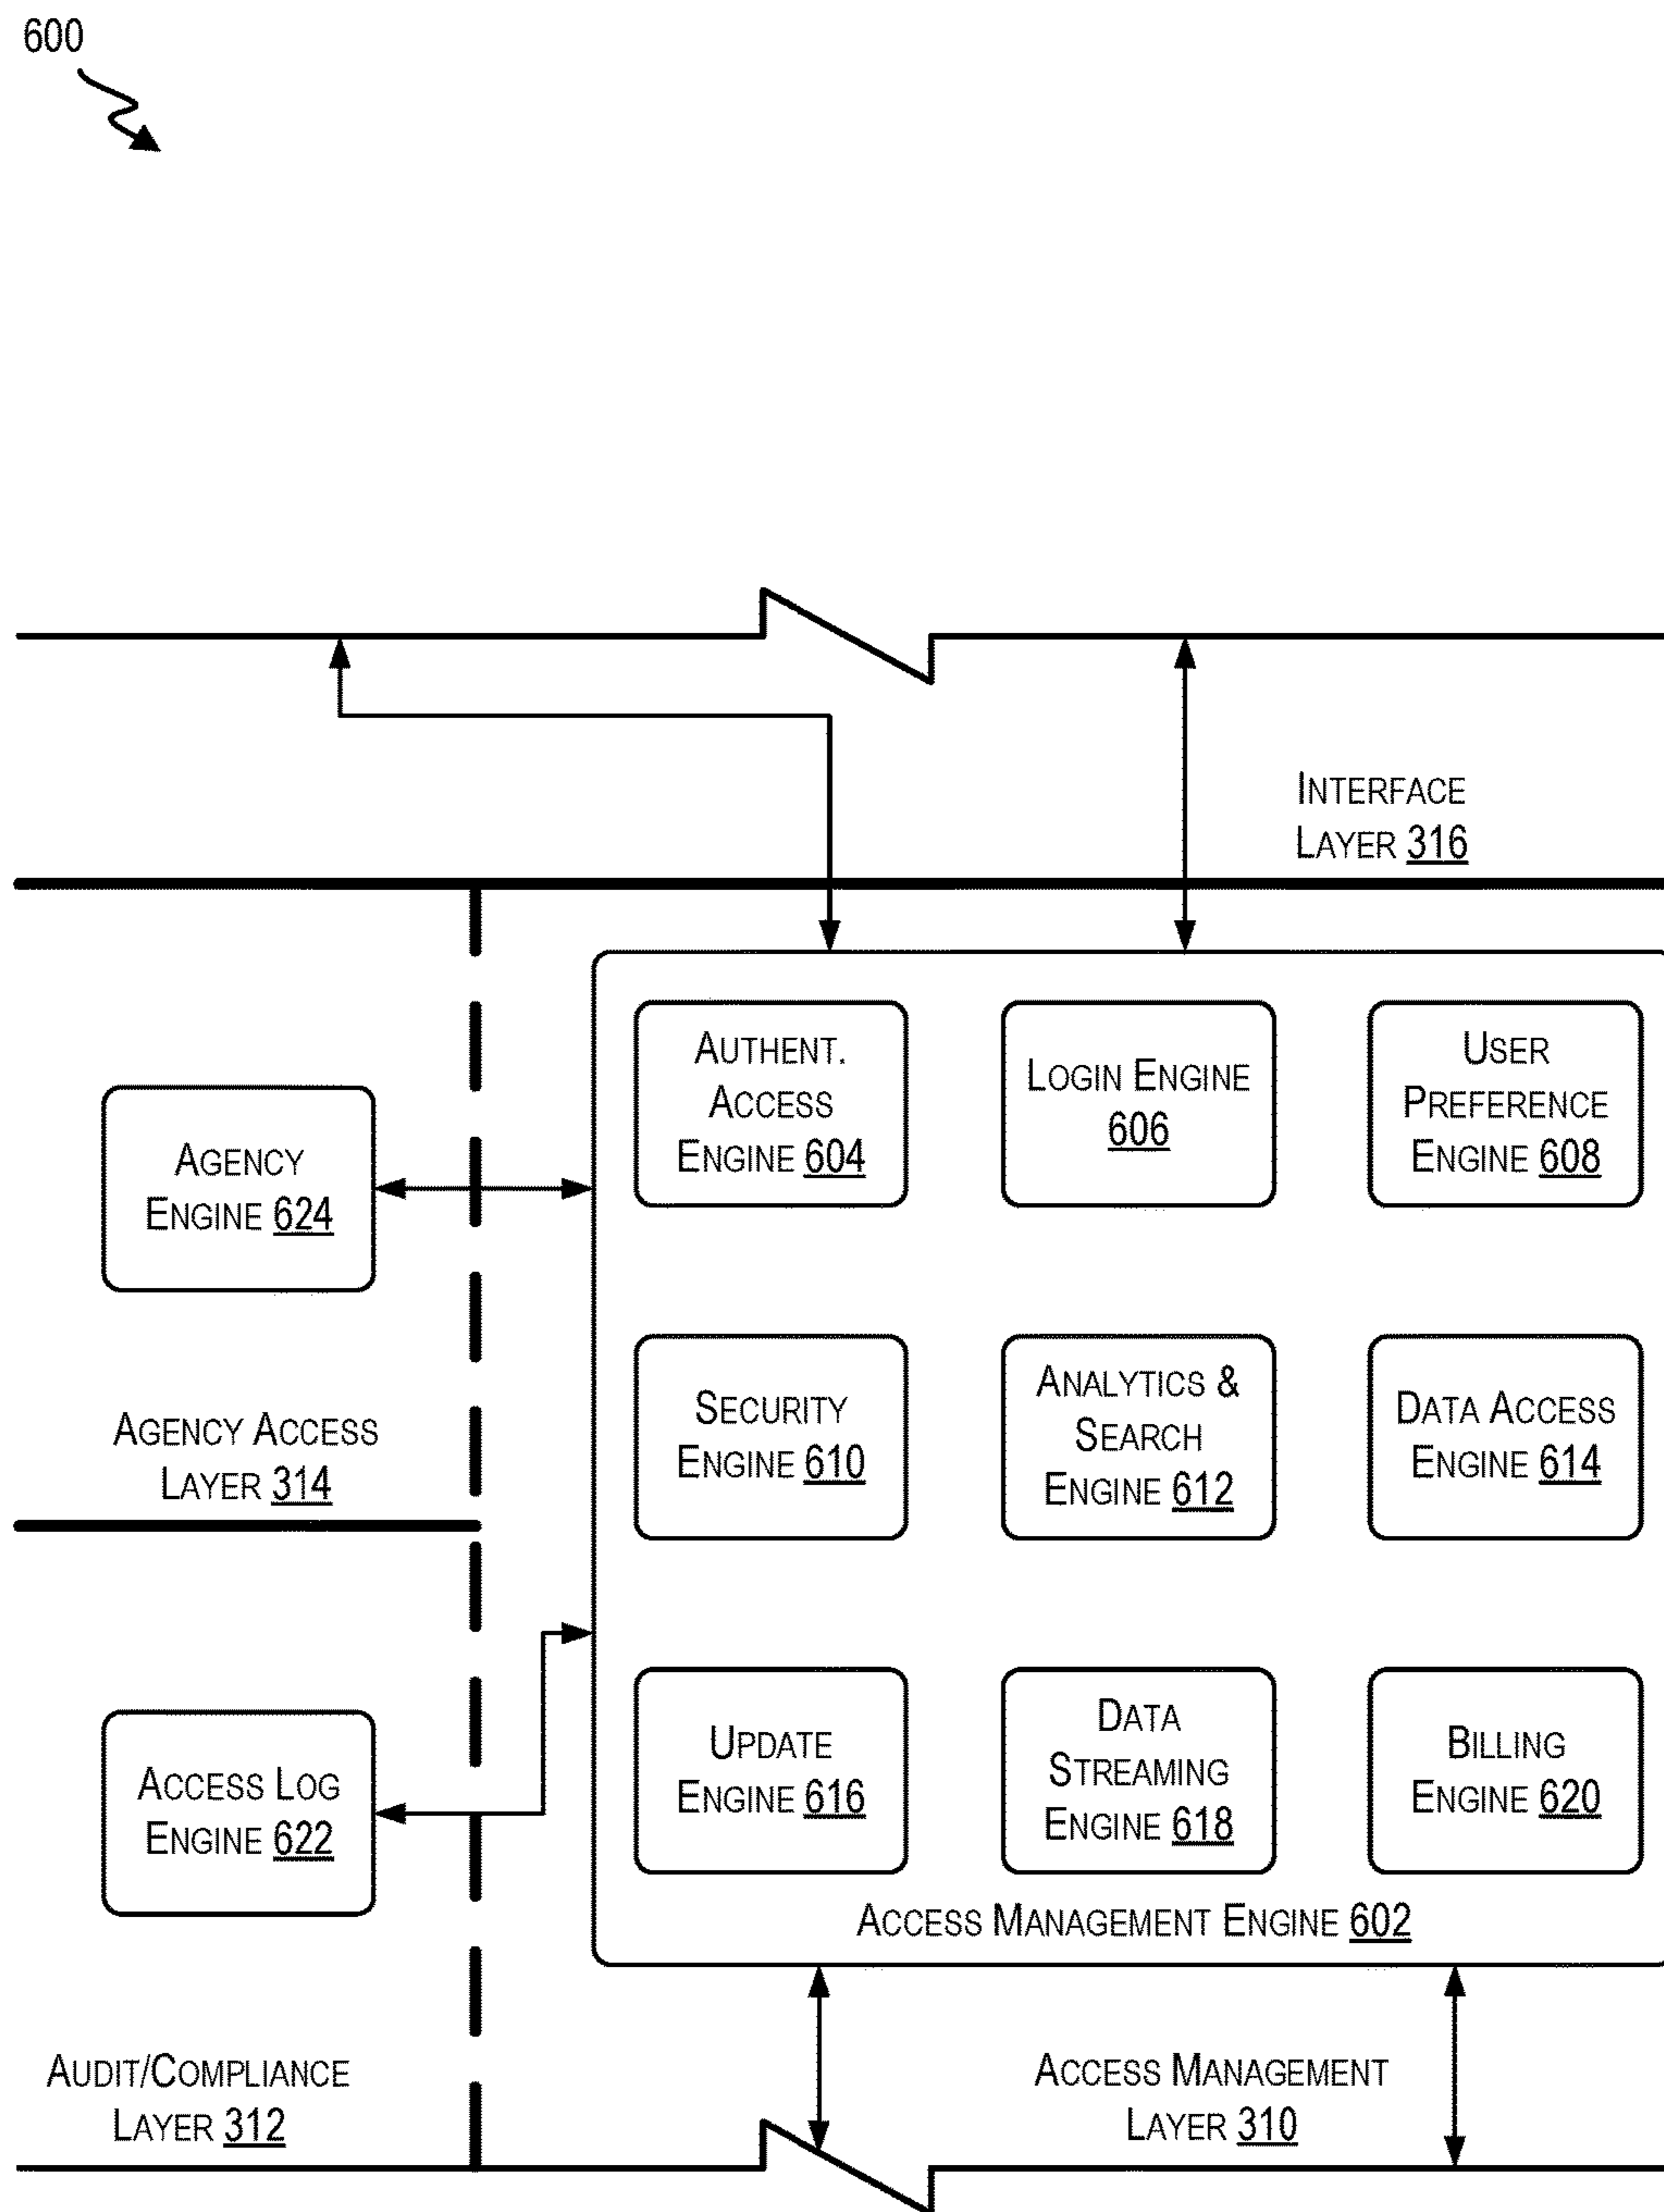 600
INTERFACE
LAYER 316
AUTHENT.
ACCESS
ENGINE 604
LOGIN ENGINE
606
USER
PREFERENCE
ENGINE 608
AGENCY
ENGINE 624
SECURITY
ENGINE 610
ANALYTICS &
SEARCH
ENGINE 612
DATA ACCESS
ENGINE 614
AGENCY ACCESS
LAYER 314
UPDATE
ENGINE 616
DATA
STREAMING
ENGINE 618
BILLING
ENGINE 620
ACCESS LOG
ENGINE 622
ACCESS MANAGEMENT ENGINE 602
AUDIT/COMPLIANCE
LAYER 312
ACCESS MANAGEMENT
LAYER 310